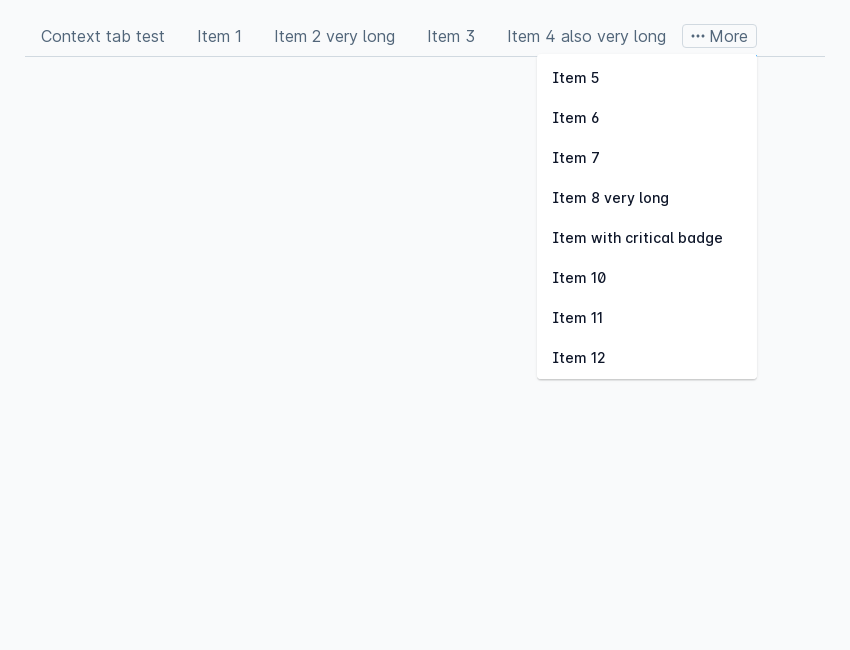 Context tab test Item 1 Item 2 very long Item 3 Item 4 also very long ••• More
Item 5
Item 6
Item 7
Item 8 very long
Item with critical badge
Item 10
Item 11
Item 12